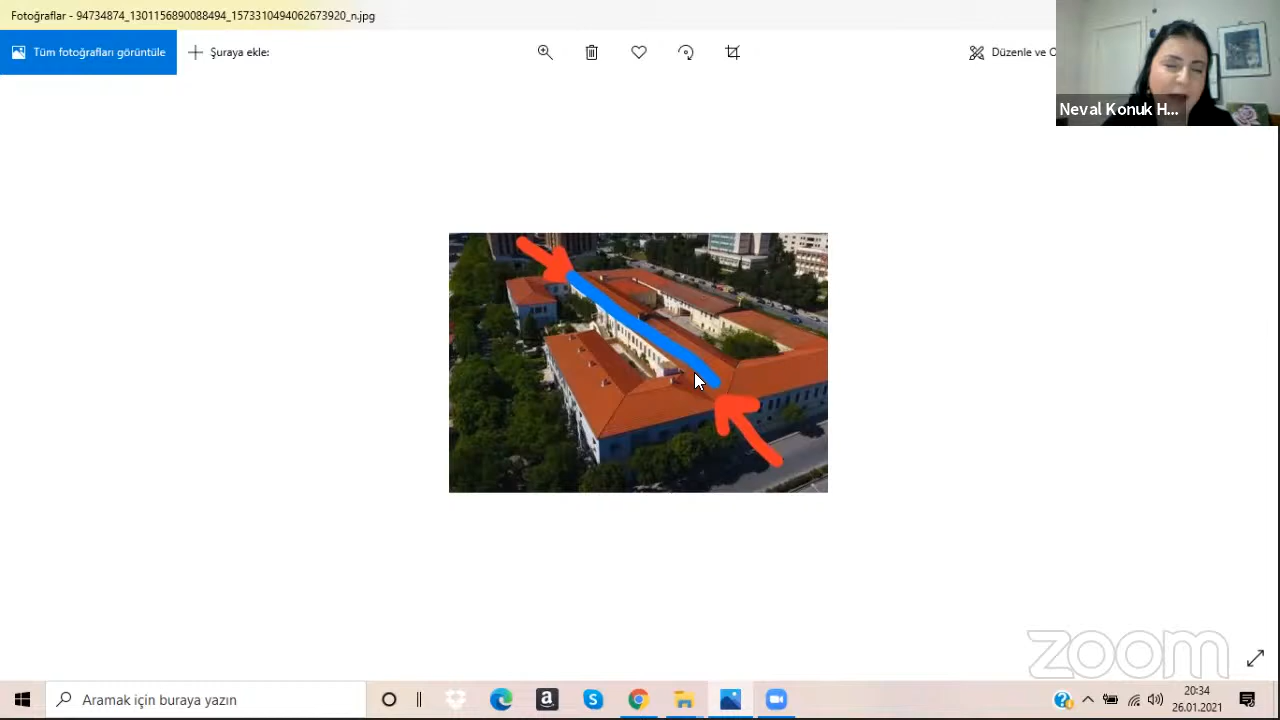 Fotoğraflar - 94734874_1301156890088494_1573310494062673920_n.jpg
Tüm fotoğrafları görüntüle
Şuraya ekle:
Düzenle ve O
Neval Konuk H...
zoom
Aramak için buraya yazın
20:34
26.01.2021